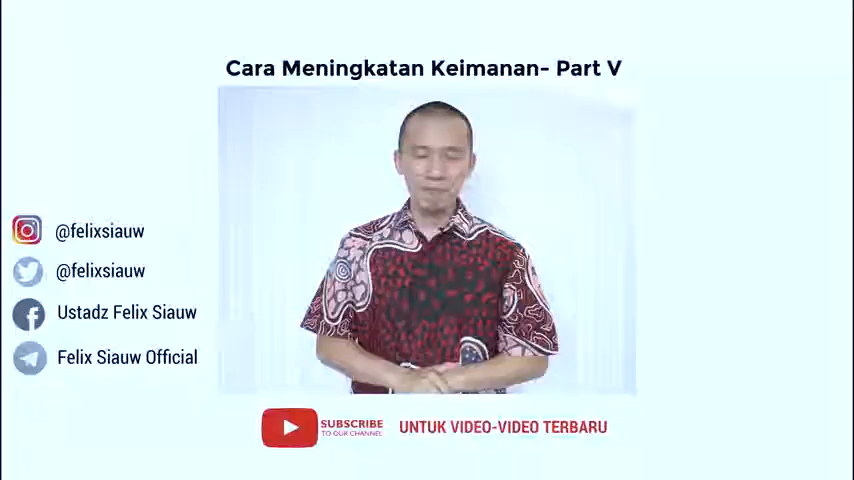 Cara Meningkatan Keimanan- Part V
@felixsiauw
@felixsiauw
Ustadz Felix Siauw
Felix Siauw Official
SUBSCRIBE
TO OUR CHANNEL
UNTUK VIDEO-VIDEO TERBARU